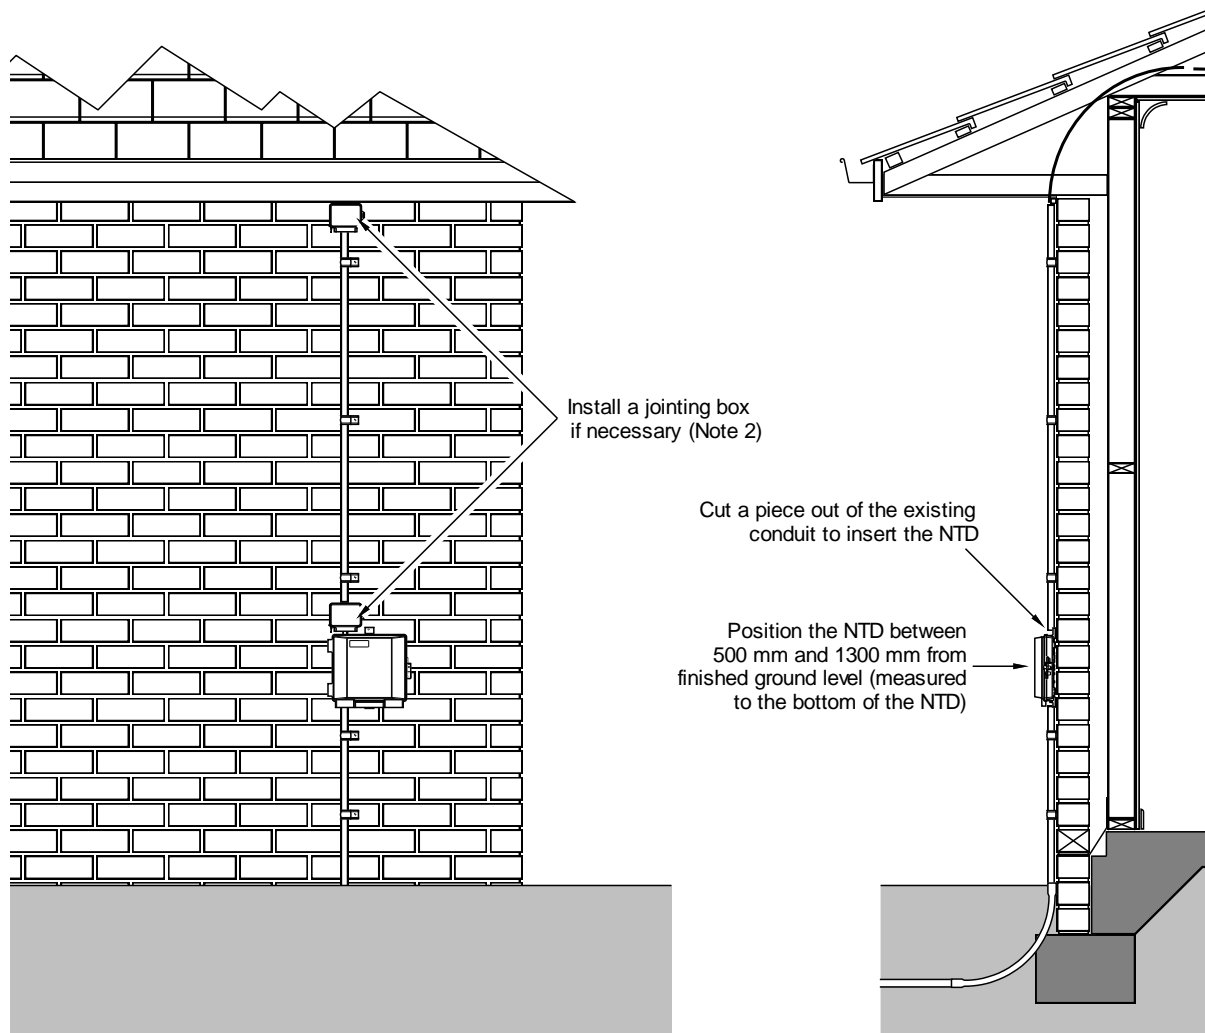 Install a jointing box
if necessary (Note 2)
Cut a piece out of the existing
conduit to insert the NTD
Position the NTD between
500 mm and 1300 mm from
finished ground level (measured
to the bottom of the NTD)